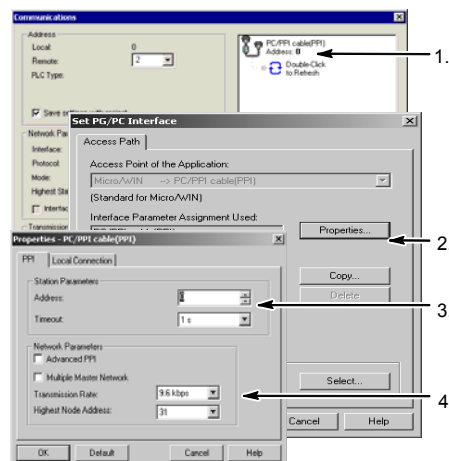 Communications
Address
Local: 0
Remote: 2
PLC Type:
Save settings with project
PC/PPI cable(PPI)
Address: 0
Double-Click
to Refresh
1.
Network Par
Interface:
Protocol
Mode:
Highest Sta
Interfac
Transmission
Set PG/PC Interface
Access Path
Access Point of the Application:
Micro/WIN --> PC/PPI cable(PPI)
(Standard for Micro/WIN)
Interface Parameter Assignment Used:
Properties...
2.
Copy...
Delete
Select...
Cancel Help
Properties - PC/PPI cable(PPI)
PPI Local Connection
Station Parameters
Address:
3.
Timeout: 1 s
Network Parameters
Advanced PPI
Multiple Master Network
Transmission Rate: 9.6 kbps
4
Highest Node Address: 31
OK Default Cancel Help